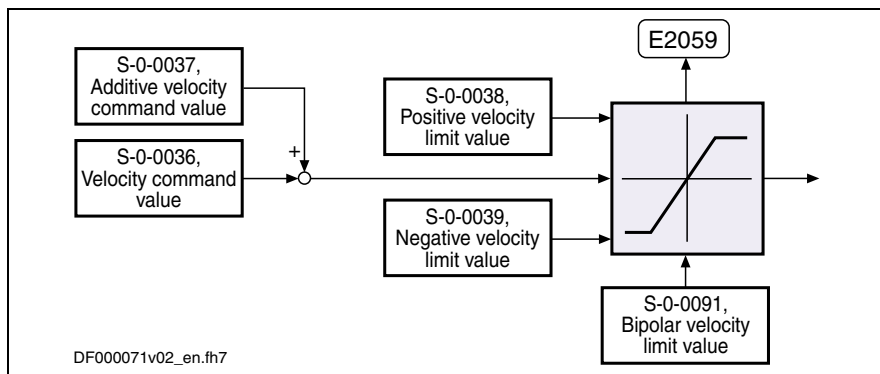 E2059
S-0-0037,
Additive velocity
command value
S-0-0038,
Positive velocity
limit value
+
S-0-0036,
Velocity command
value
S-0-0039,
Negative velocity
limit value
S-0-0091,
Bipolar velocity
limit value
DF000071v02_en.fh7